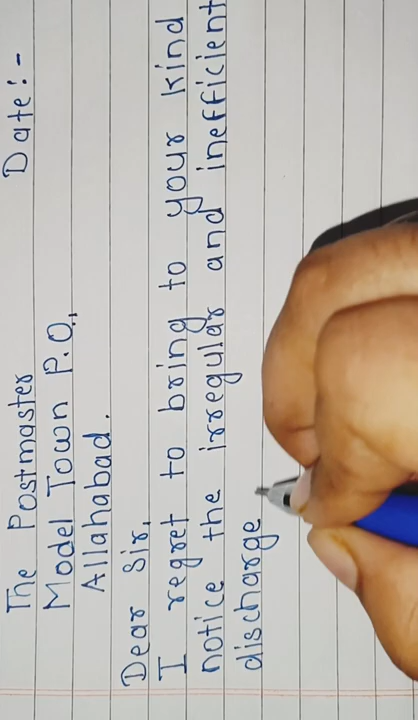 The Postmaster Date:-
Model Town P.O.,
Allahabad.
Dear Sir,
I regret to bring to your kind
notice the irregular and inefficient
discharge